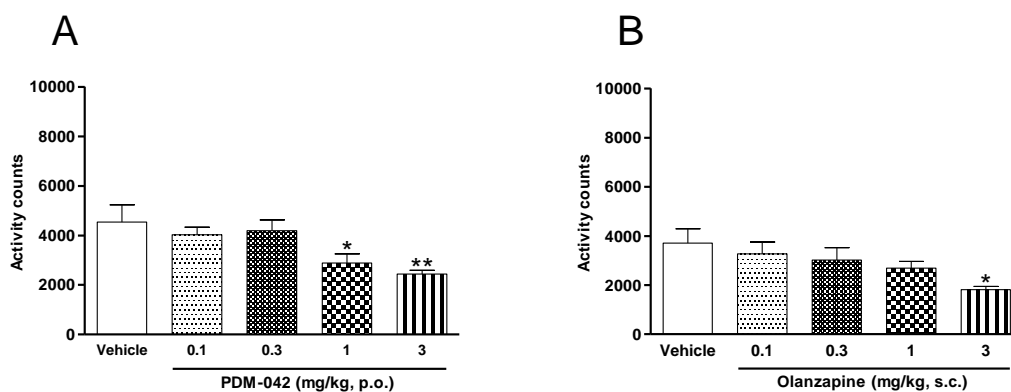 A
Activity counts
10000
8000
6000
4000
2000
0
*
**
Vehicle 0.1 0.3 1 3
PDM-042 (mg/kg, p.o.)
B
Activity counts
10000
8000
6000
4000
2000
0
*
Vehicle 0.1 0.3 1 3
Olanzapine (mg/kg, s.c.)